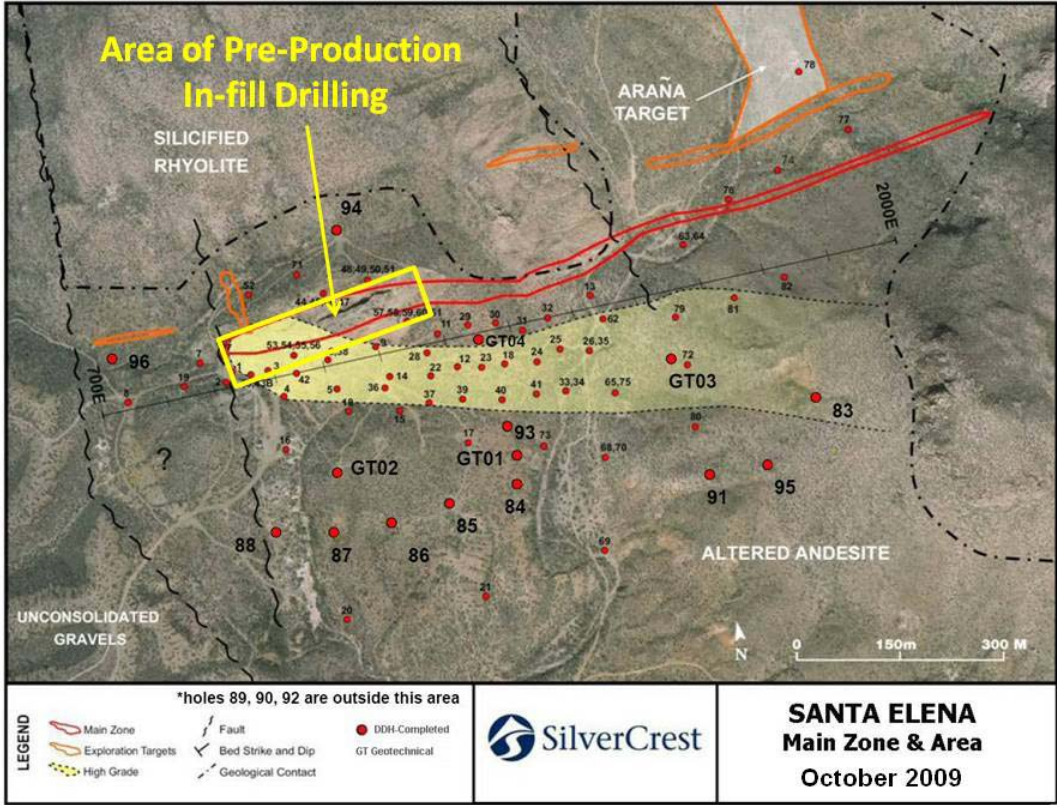 Area of Pre-Production
In-fill Drilling
SILICIFIED
RHYOLITE
ARAÑA
TARGET
78
77
74
76
2000E
94
63,64
71
48,49,50,51
52
82
13
81
79
62
57,58,59,60,61
11
29
30
31
32
GT04
53,54,55,56
9
28
12
23
18
24
25
26,35
72
GT03
96
7
1
3
42
14
22
19
2
4
5
36
39
40
41
33,34
65,75
83
700E
8
15
37
93
17
73
80
16
GT01
68,70
?
GT02
84
91
95
85
86
87
88
69
ALTERED ANDESITE
21
20
UNCONSOLIDATED
GRAVELS
N
0
150m
300 M
*holes 89, 90, 92 are outside this area
LEGEND
Main Zone
Fault
DDH-Completed
Exploration Targets
Bed Strike and Dip
GT Geotechnical
High Grade
Geological Contact
SilverCrest
SANTA ELENA
Main Zone & Area
October 2009